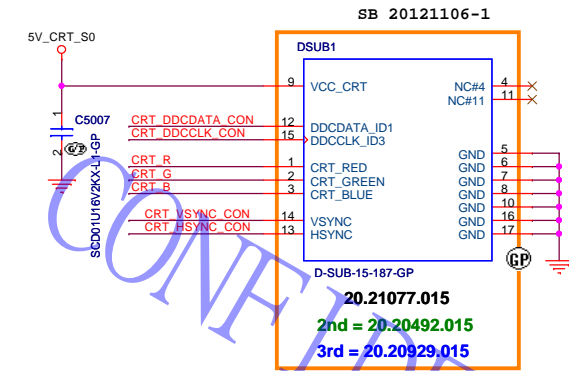 SB 20121106-1
5V_CRT_S0
DSUB1
9 VCC_CRT NC#4 4
NC#11 11
1 C5007
2
SCD01U16V2KX-L1-GP
CRT_DDCDATA_CON 12 DDCDATA_ID1
CRT_DDCCLK_CON 15 DDCCLK_ID3
GND 5
CRT_R 1 CRT_RED GND 6
CRT_G 2 CRT_GREEN GND 7
CRT_B 3 CRT_BLUE GND 8
GND 10
CRT_VSYNC_CON 14 VSYNC GND 16
CRT_HSYNC_CON 13 HSYNC GND 17
GP
D-SUB-15-187-GP
20.21077.015
2nd = 20.20492.015
3rd = 20.20929.015
CONFIDE